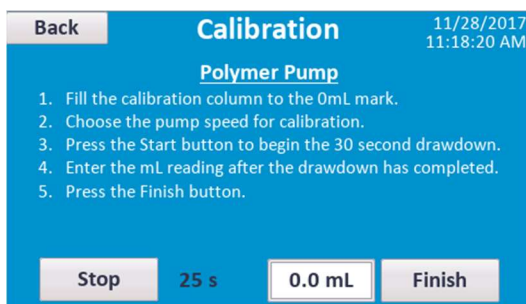 Back
Calibration
11/28/2017
11:18:20 AM
Polymer Pump
1. Fill the calibration column to the 0mL mark.
2. Choose the pump speed for calibration.
3. Press the Start button to begin the 30 second drawdown.
4. Enter the mL reading after the drawdown has completed.
5. Press the Finish button.
Stop
25 s
0.0 mL
Finish